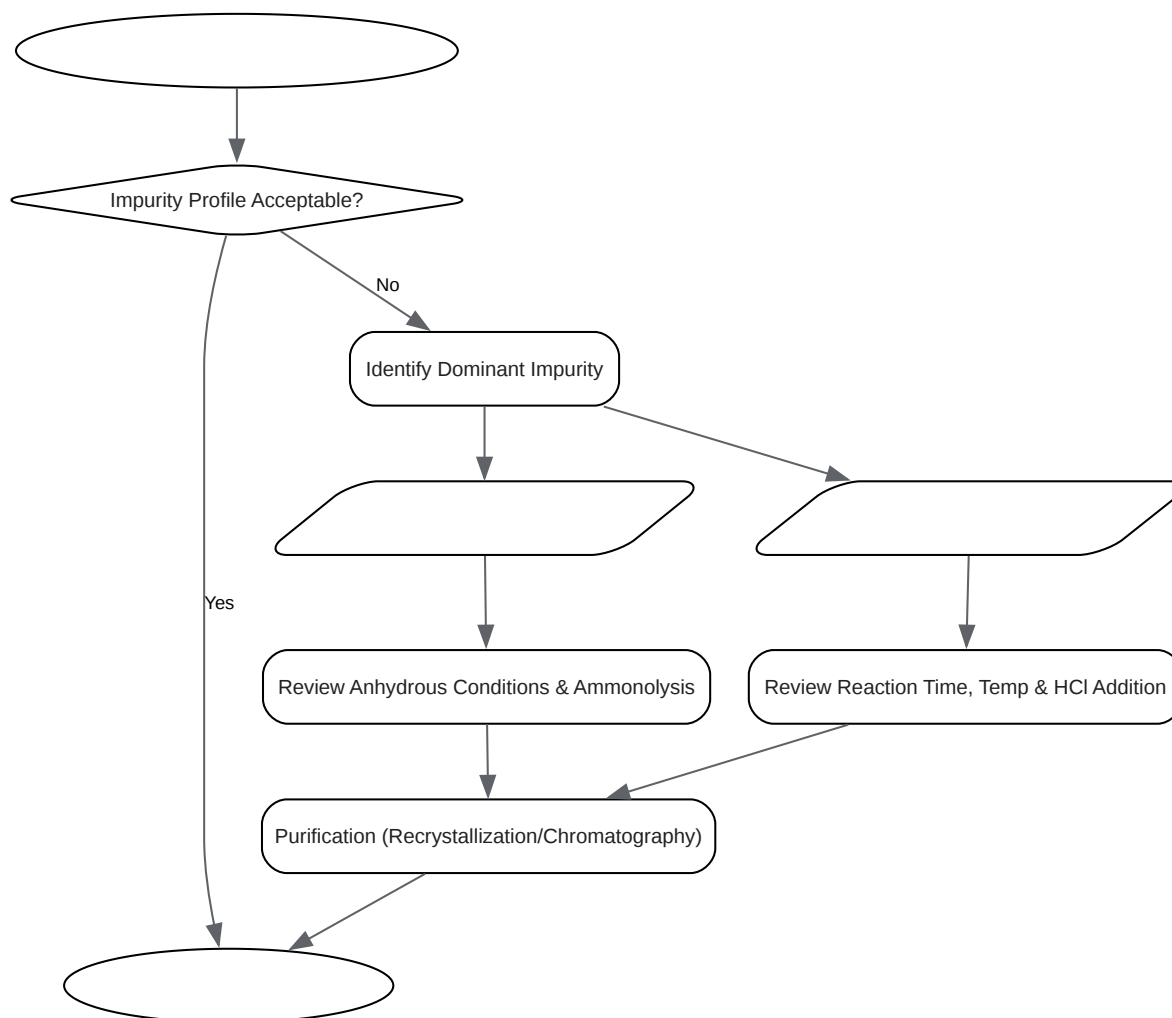 Impurity Profile Acceptable?
No
Identify Dominant Impurity
Yes
Review Anhydrous Conditions & Ammonolysis
Review Reaction Time, Temp & HCl Addition
Purification (Recrystallization/Chromatography)